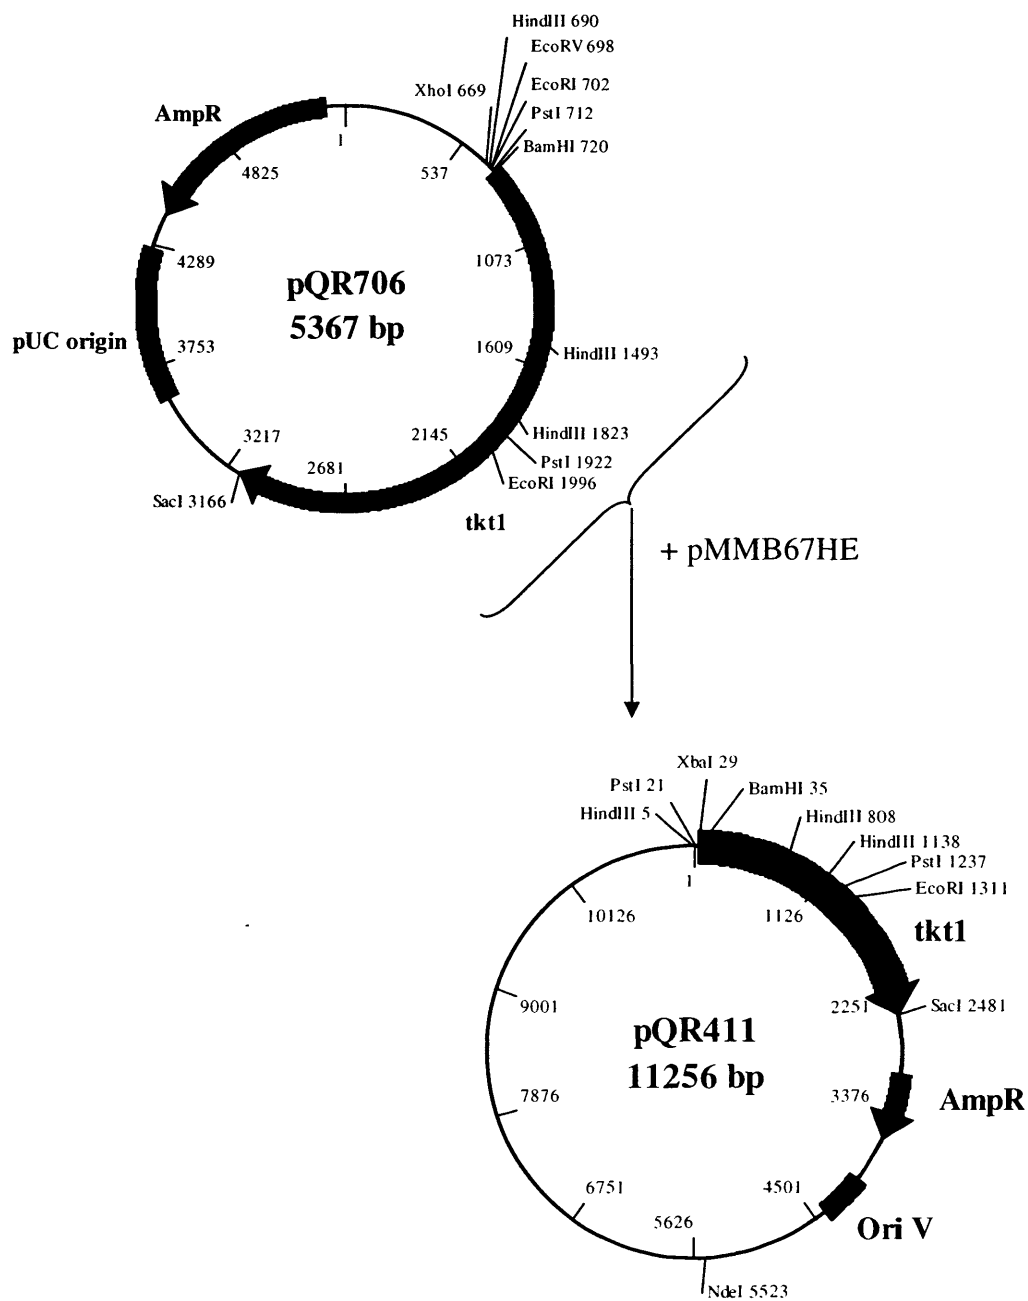 HindIII 690
EcoRV 698
XhoI 669
EcoRI 702
PstI 712
BamHI 720
AmpR
1
4825
537
4289
1073
pQR706
5367 bp
pUC origin
3753
1609
HindIII 1493
3217
2145
HindIII 1823
2681
PstI 1922
EcoRI 1996
SacI 3166
tkt1
+ pMMB67HE
XbaI 29
PstI 21
BamHI 35
HindIII 5
HindIII 808
HindIII 1138
PstI 1237
EcoRI 1311
1
10126
1126
tkt1
9001
2251
SacI 2481
pQR411
11256 bp
7876
3376
AmpR
6751
4501
5626
Ori V
NdeI 5523